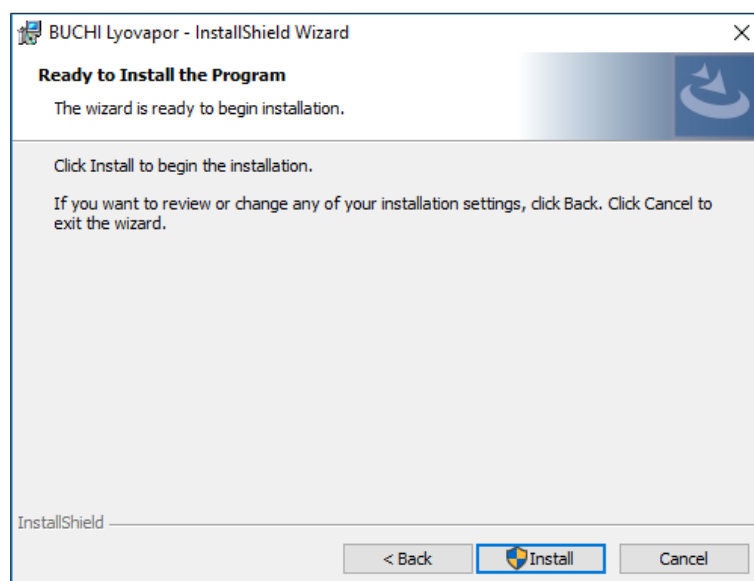 BUCHI Lyovapor - InstallShield Wizard
Ready to Install the Program
The wizard is ready to begin installation.
Click Install to begin the installation.
If you want to review or change any of your installation settings, click Back. Click Cancel to
exit the wizard.
InstallShield
< Back
Install
Cancel